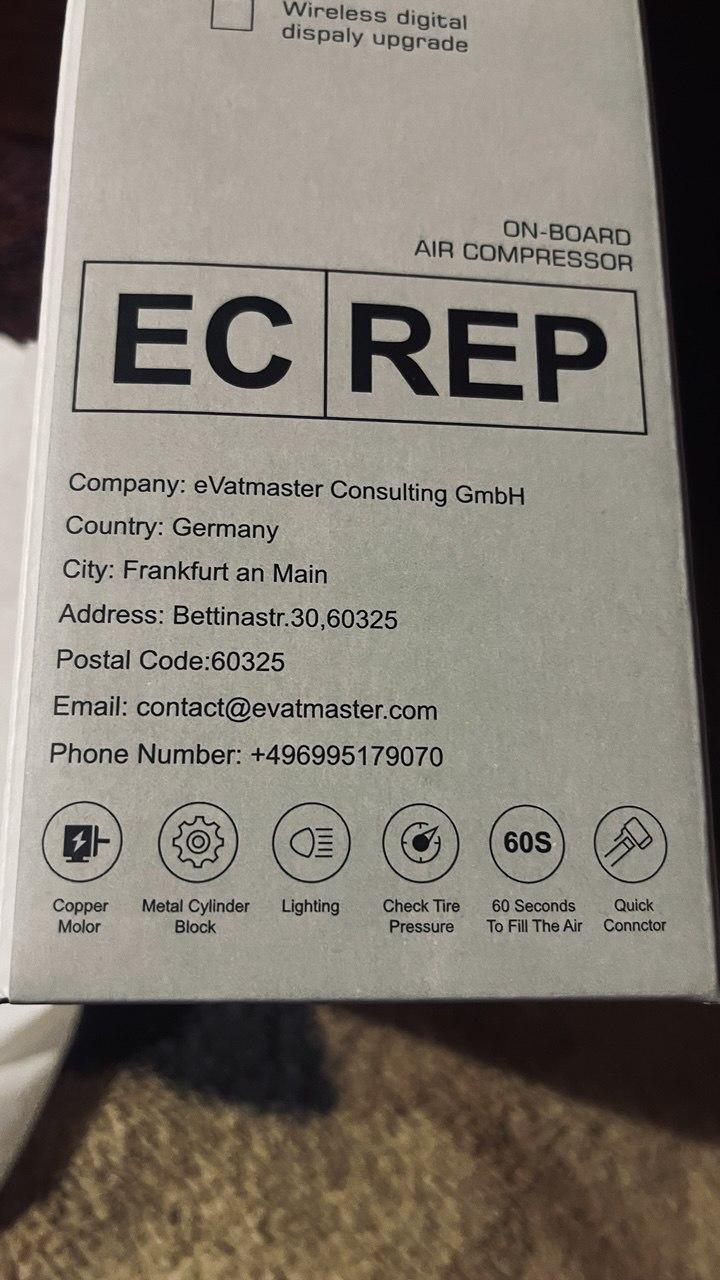 Wireless digital
dispaly upgrade
ON-BOARD
AIR COMPRESSOR
EC REP
Company: eVatmaster Consulting GmbH
Country: Germany
City: Frankfurt an Main
Address: Bettinastr.30,60325
Postal Code:60325
Email: contact@evatmaster.com
Phone Number: +496995179070
60S
Copper
Molor
Metal Cylinder
Block
Lighting
Check Tire
Pressure
60 Seconds
To Fill The Air
Quick
Connctor